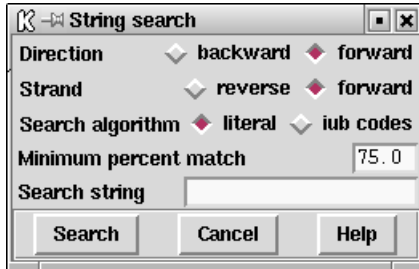 String search
Direction backward forward
Strand reverse forward
Search algorithm literal iub codes
Minimum percent match 75.0
Search string
Search Cancel Help